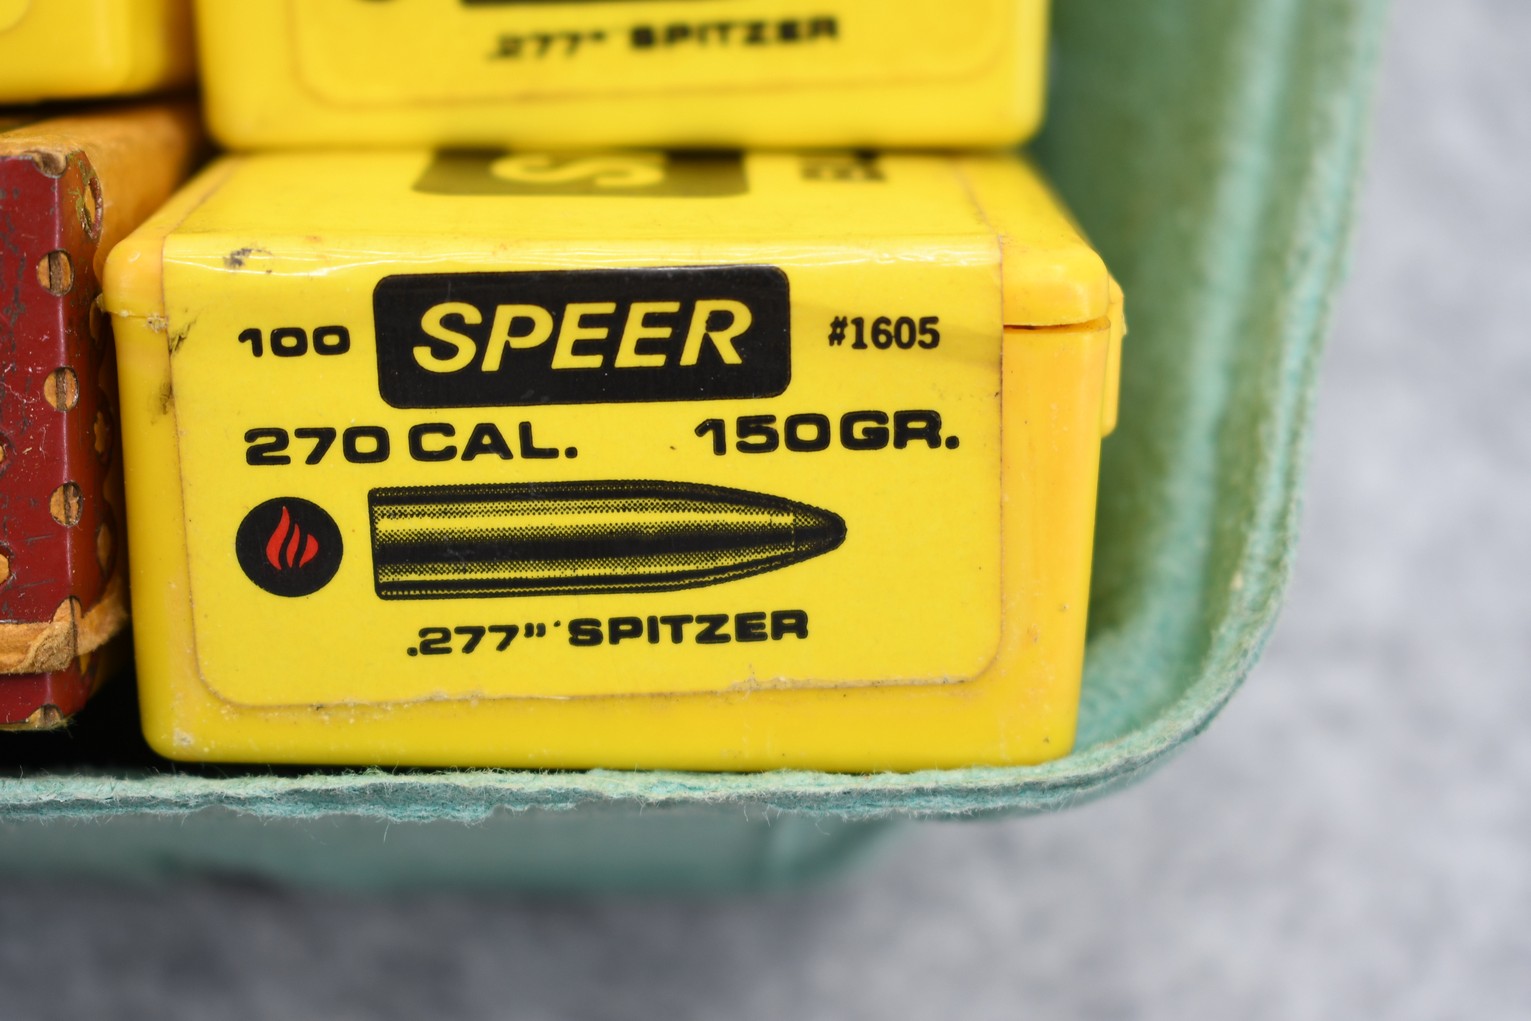 .277" SPITZER
S
100 SPEER #1605
270 CAL. 150 GR.
.277" SPITZER